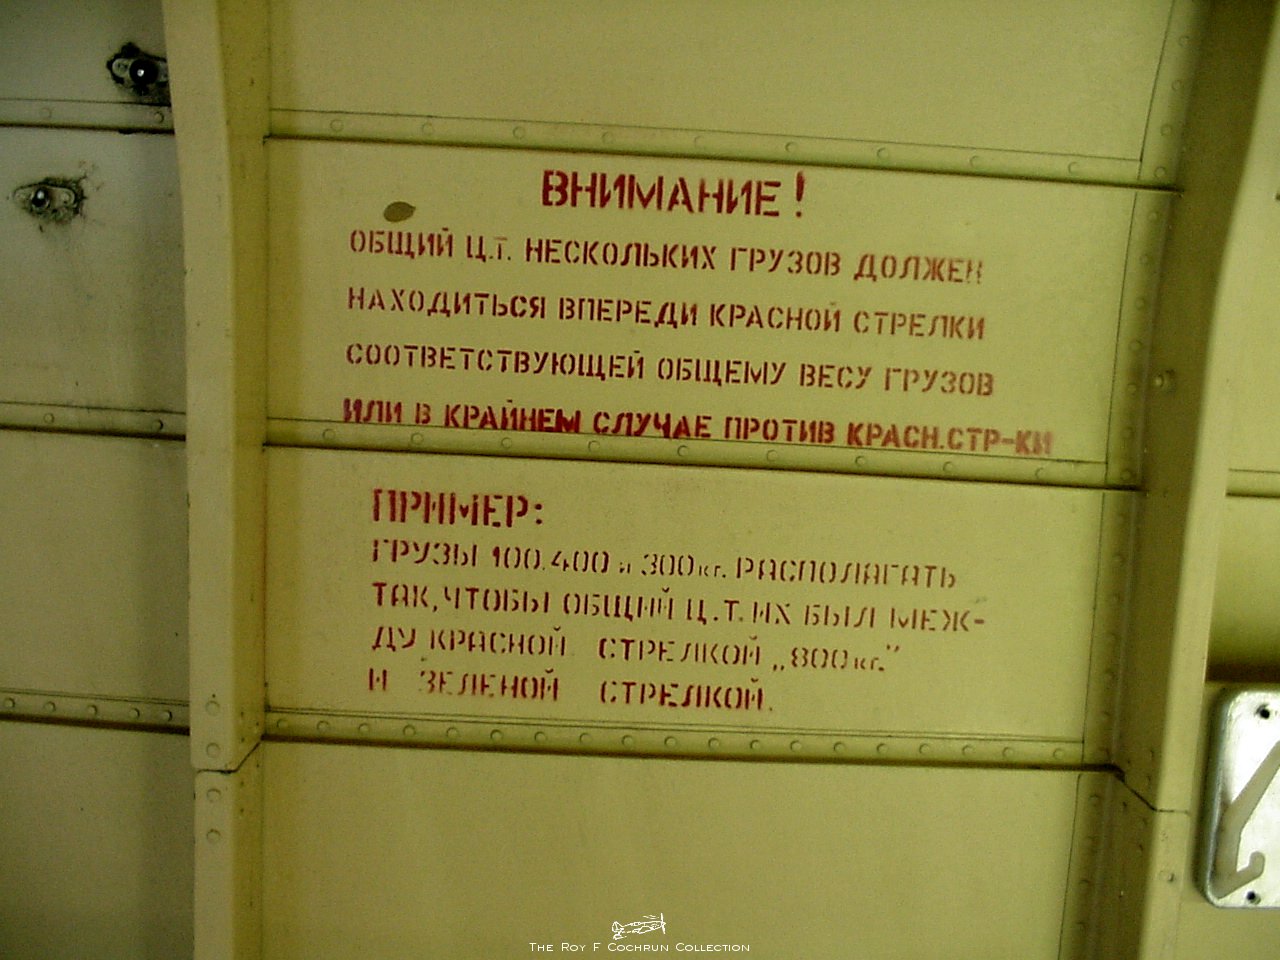 ВНИМАНИЕ!
ОБЩИЙ Ц.Т. НЕСКОЛЬКИХ ГРУЗОВ ДОЛЖЕН
НАХОДИТЬСЯ ВПЕРЕДИ КРАСНОЙ СТРЕЛКИ
СООТВЕТСТВУЮЩЕЙ ОБЩЕМУ ВЕСУ ГРУЗОВ
ИЛИ В КРАЙНЕМ СЛУЧАЕ ПРОТИВ КРАСН.СТР-КИ
ПРИМЕР:
ГРУЗЫ 100,400 и 300кг. РАСПОЛАГАТЬ
ТАК,ЧТОБЫ ОБЩИЙ Ц.Т. ИХ БЫЛ МЕЖ-
ДУ КРАСНОЙ СТРЕЛКОЙ „800кг."
И ЗЕЛЕНОЙ СТРЕЛКОЙ.
The Roy F Cochrun Collection